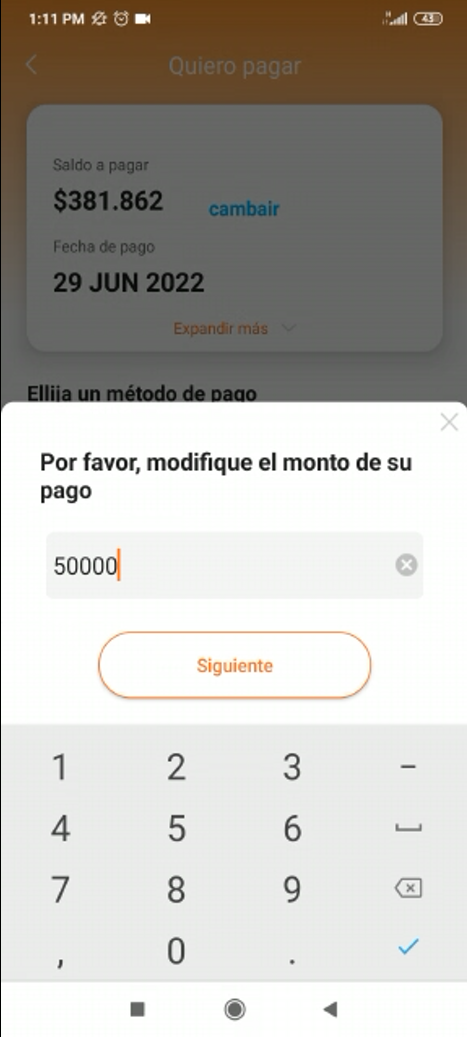 1:11 PM
43
Quiero pagar
Saldo a pagar
$381.862
cambair
Fecha de pago
29 JUN 2022
Expandir más
Ellija un método de pago
Por favor, modifique el monto de su
pago
50000
Siguiente
1 2 3 -
4 5 6
7 8 9
, 0 .